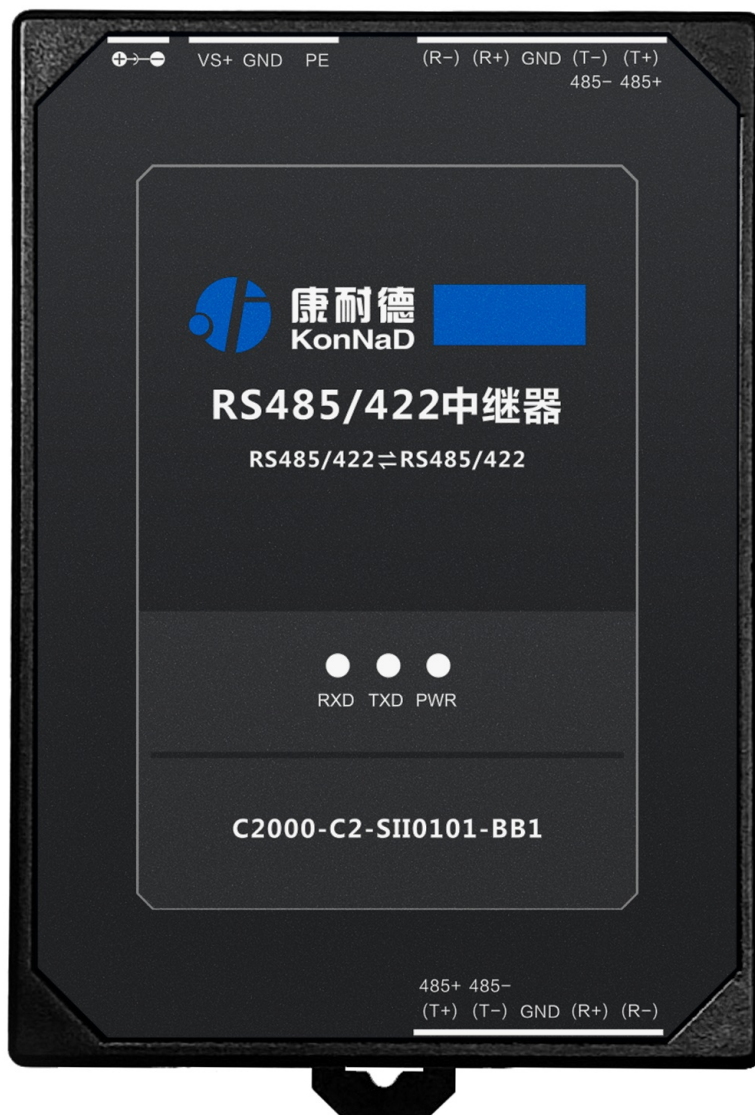 VS+ GND PE
(R−) (R+) GND (T−) (T+)
485− 485+
康耐德
KonNaD
RS485/422中继器
RS485/422⇌RS485/422
RXD TXD PWR
C2000-C2-SII0101-BB1
485+ 485−
(T+) (T−) GND (R+) (R−)